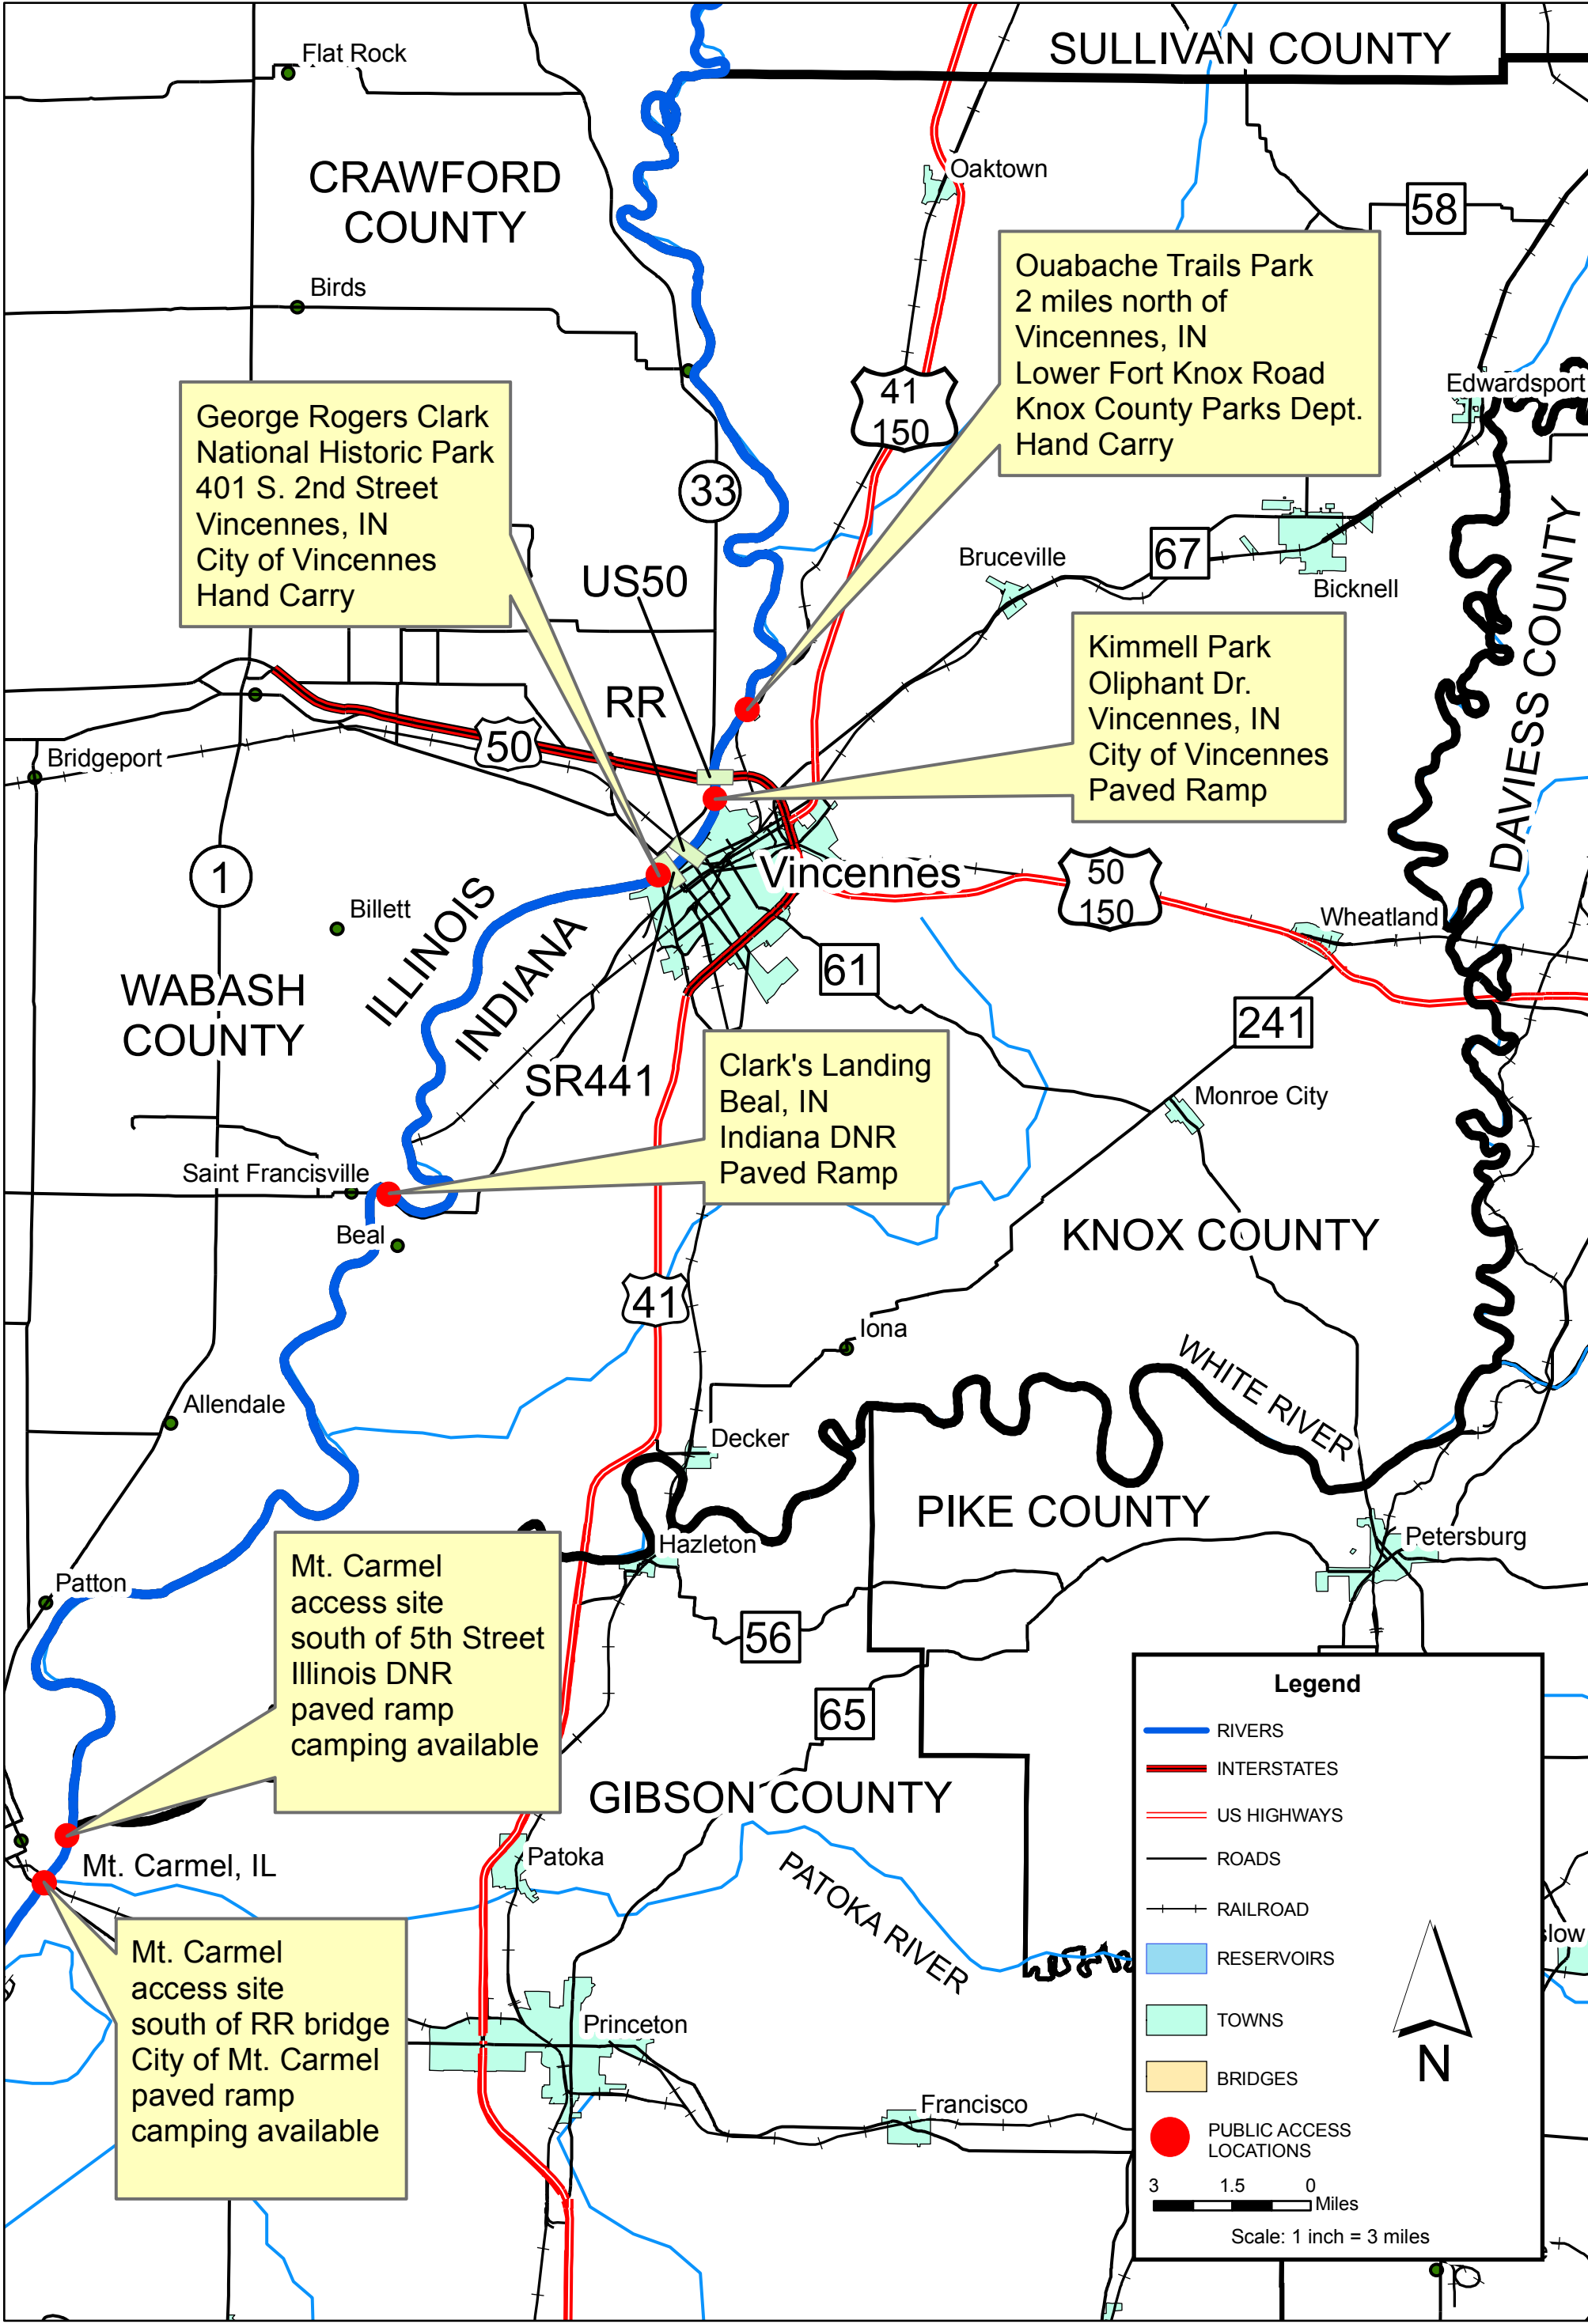 SULLIVAN COUNTY
Flat Rock
CRAWFORD
COUNTY
Oaktown
58
Birds
Ouabache Trails Park
2 miles north of
Vincennes, IN
Lower Fort Knox Road
Knox County Parks Dept.
Hand Carry
41
150
Edwardsport
George Rogers Clark
National Historic Park
401 S. 2nd Street
Vincennes, IN
City of Vincennes
Hand Carry
33
67
Bruceville
Bicknell
DAVIESS COUNTY
US50
Kimmell Park
Oliphant Dr.
Vincennes, IN
City of Vincennes
Paved Ramp
RR
50
Bridgeport
Vincennes
1
50
150
Billett
Wheatland
ILLINOIS
INDIANA
61
WABASH
COUNTY
241
SR441
Clark's Landing
Beal, IN
Indiana DNR
Paved Ramp
Monroe City
Saint Francisville
Beal
KNOX COUNTY
41
Iona
WHITE RIVER
Allendale
Decker
PIKE COUNTY
Hazleton
Petersburg
Mt. Carmel
access site
south of 5th Street
Illinois DNR
paved ramp
camping available
Patton
56
65
GIBSON COUNTY
Patoka
PATOKA RIVER
Mt. Carmel, IL
Mt. Carmel
access site
south of RR bridge
City of Mt. Carmel
paved ramp
camping available
Princeton
Francisco
slow
Legend
RIVERS
INTERSTATES
US HIGHWAYS
ROADS
RAILROAD
RESERVOIRS
TOWNS
BRIDGES
PUBLIC ACCESS
LOCATIONS
N
3 1.5 0
Miles
Scale: 1 inch = 3 miles